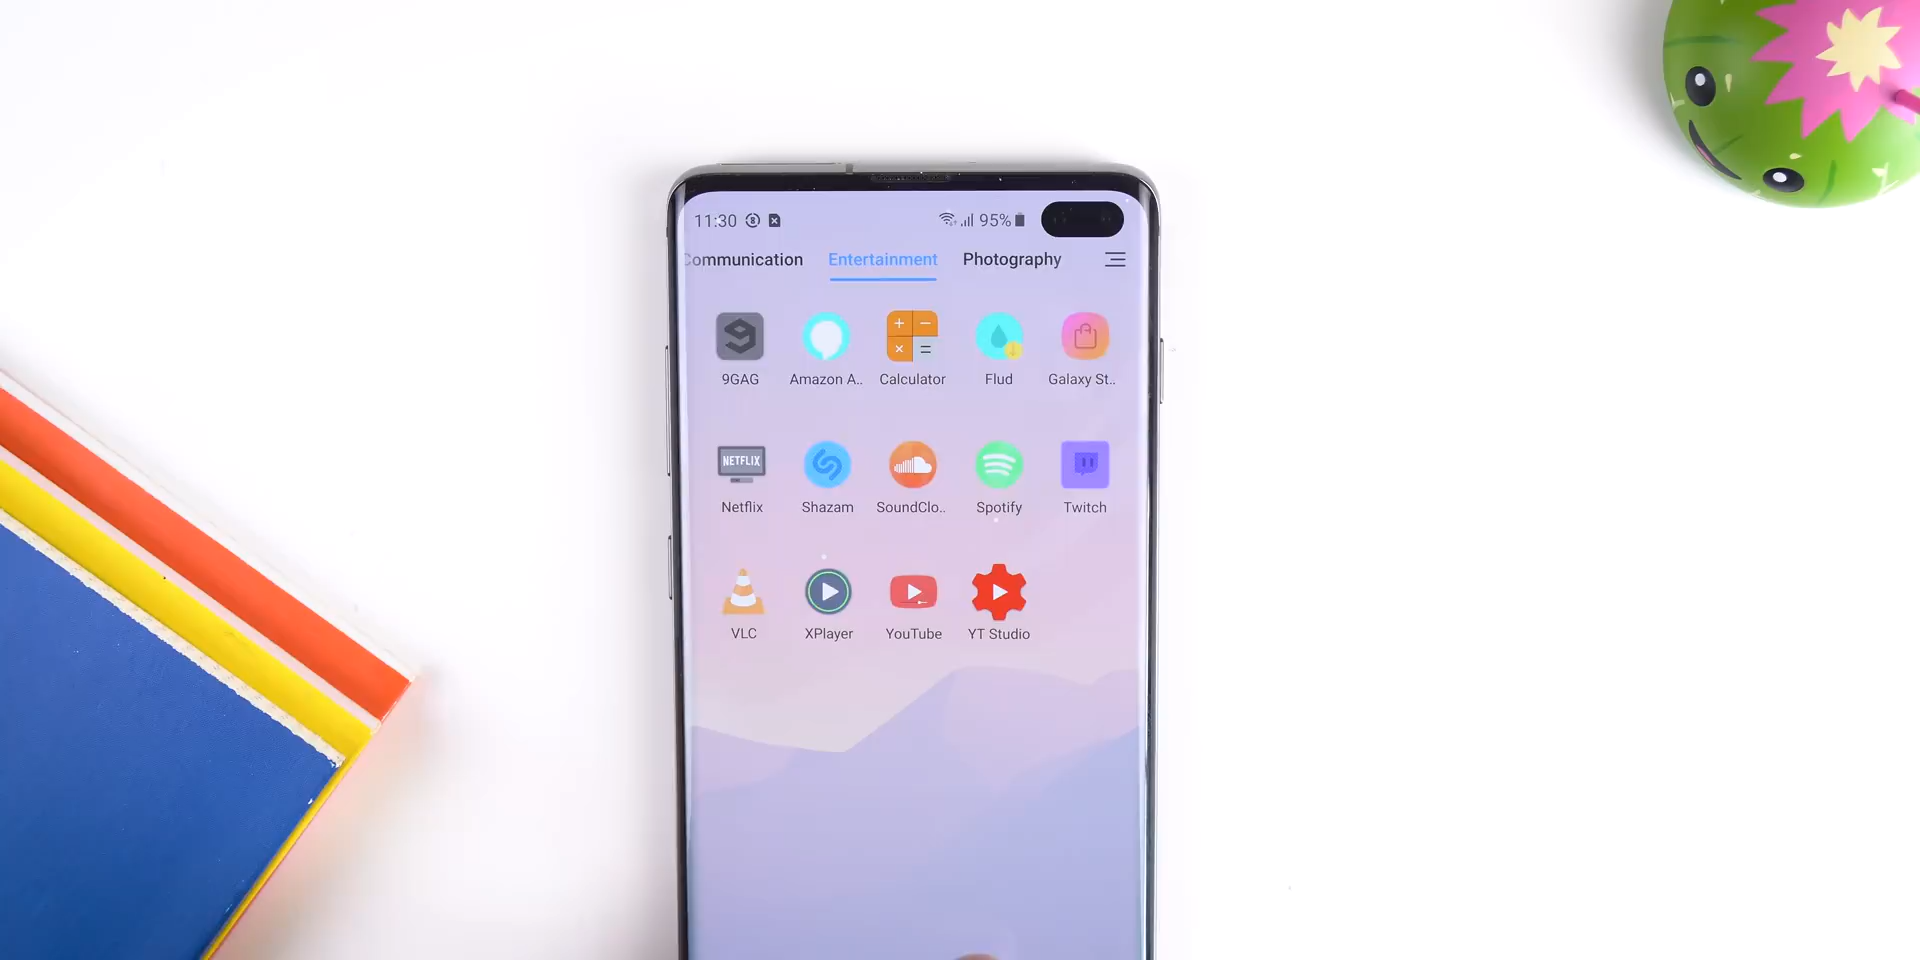 11:30 95%
Communication Entertainment Photography
9GAG Amazon A.. Calculator Flud Galaxy St..
NETFLIX
Netflix Shazam SoundClo.. Spotify Twitch
VLC XPlayer YouTube YT Studio